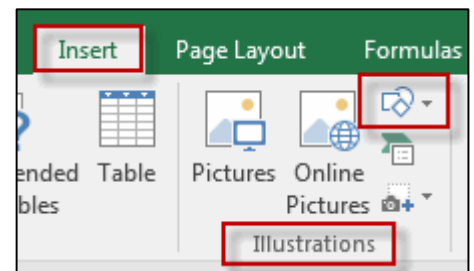 Insert Page Layout Formulas
ended Table Pictures Online
bles Pictures
Illustrations